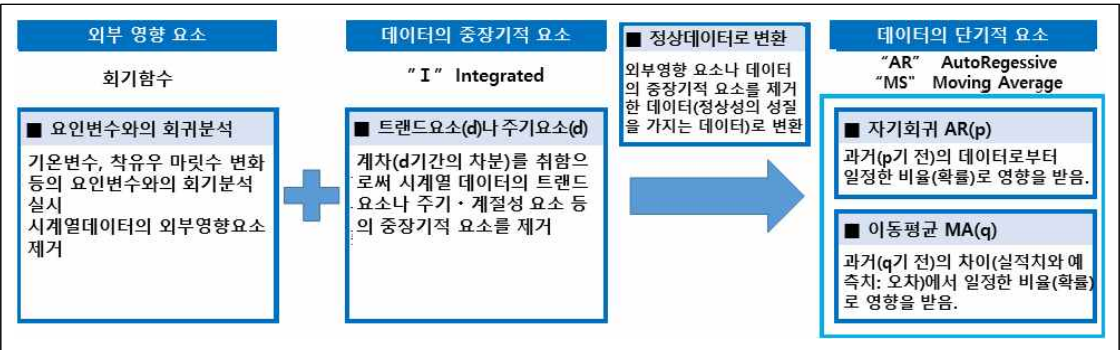 외부 영향 요소
회기함수
■ 요인변수와의 회귀분석
기온변수, 착유우 마릿수 변화
등의 요인변수와의 회기분석
실시
시계열데이터의 외부영향요소
제거
데이터의 중장기적 요소
"I" Integrated
■ 트랜드요소(d)나 주기요소(d)
계차(d기간의 차분)를 취함으
로써 시계열 데이터의 트랜드
요소나 주기・계절성 요소 등
의 중장기적 요소를 제거
■ 정상데이터로 변환
외부영향 요소나 데이터
의 중장기적 요소를 제거
한 데이터(정상성의 성질
을 가지는 데이터)로 변환
데이터의 단기적 요소
"AR" AutoRegessive
"MS" Moving Average
■ 자기회귀 AR(p)
과거(p기 전)의 데이터로부터
일정한 비율(확률)로 영향을 받음.
■ 이동평균 MA(q)
과거(q기 전)의 차이(실적치와 예
측치: 오차)에서 일정한 비율(확률)
로 영향을 받음.